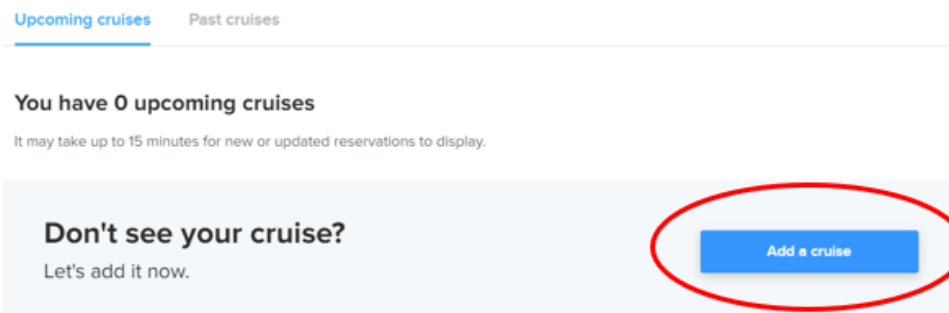 Upcoming cruises Past cruises
You have 0 upcoming cruises
It may take up to 15 minutes for new or updated reservations to display.
Don't see your cruise?
Let's add it now.
Add a cruise